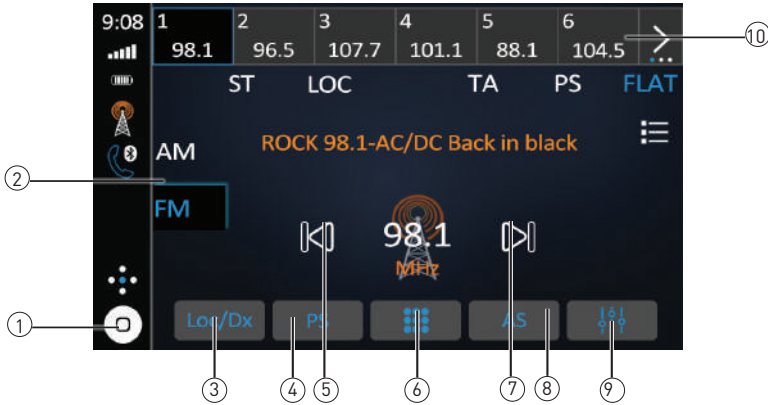 9:08 1 2 3 4 5 6
98.1 96.5 107.7 101.1 88.1 104.5
10
ST LOC TA PS FLAT
ROCK 98.1-AC/DC Back in black
AM
2
FM
98.1
MHz
1
Loc/Dx PS AS
3 4 5 6 7 8 9